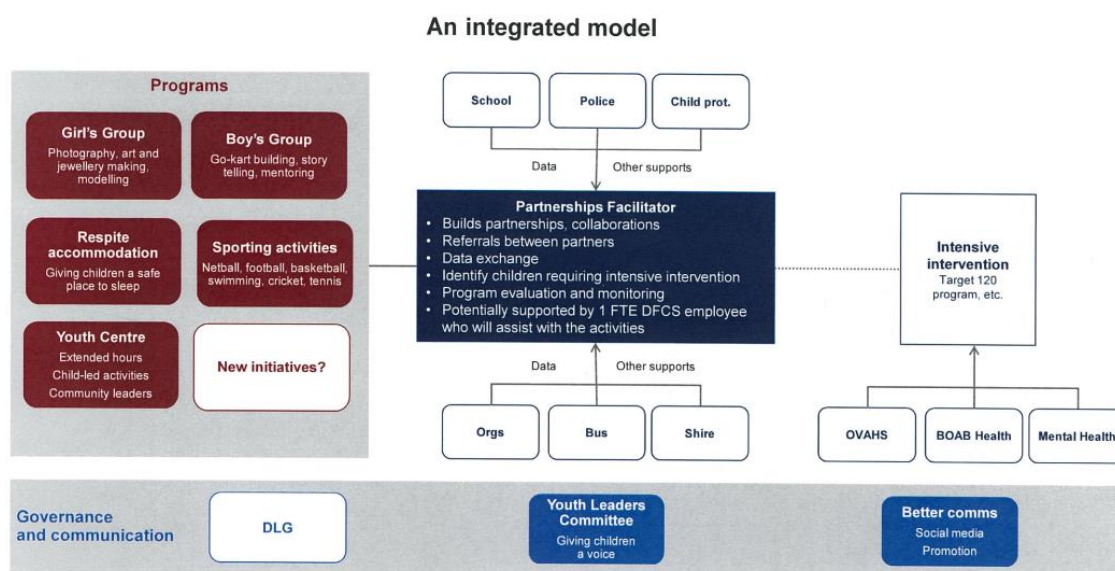 An integrated model
Programs
Girl's Group
Photography, art and
jewellery making,
modelling
Boy's Group
Go-kart building, story
telling, mentoring
Respite
accommodation
Giving children a safe
place to sleep
Sporting activities
Netball, football, basketball,
swimming, cricket, tennis
Youth Centre
Extended hours
Child-led activities
Community leaders
New initiatives?
School
Police
Child prot.
Data
Other supports
Partnerships Facilitator
• Builds partnerships, collaborations
• Referrals between partners
• Data exchange
• Identify children requiring intensive intervention
• Program evaluation and monitoring
• Potentially supported by 1 FTE DFCS employee
who will assist with the activities
Data
Other supports
Orgs
Bus
Shire
Intensive
intervention
Target 120
program, etc.
OVAHS
BOAB Health
Mental Health
Governance
and communication
DLG
Youth Leaders
Committee
Giving children
a voice
Better comms
Social media
Promotion